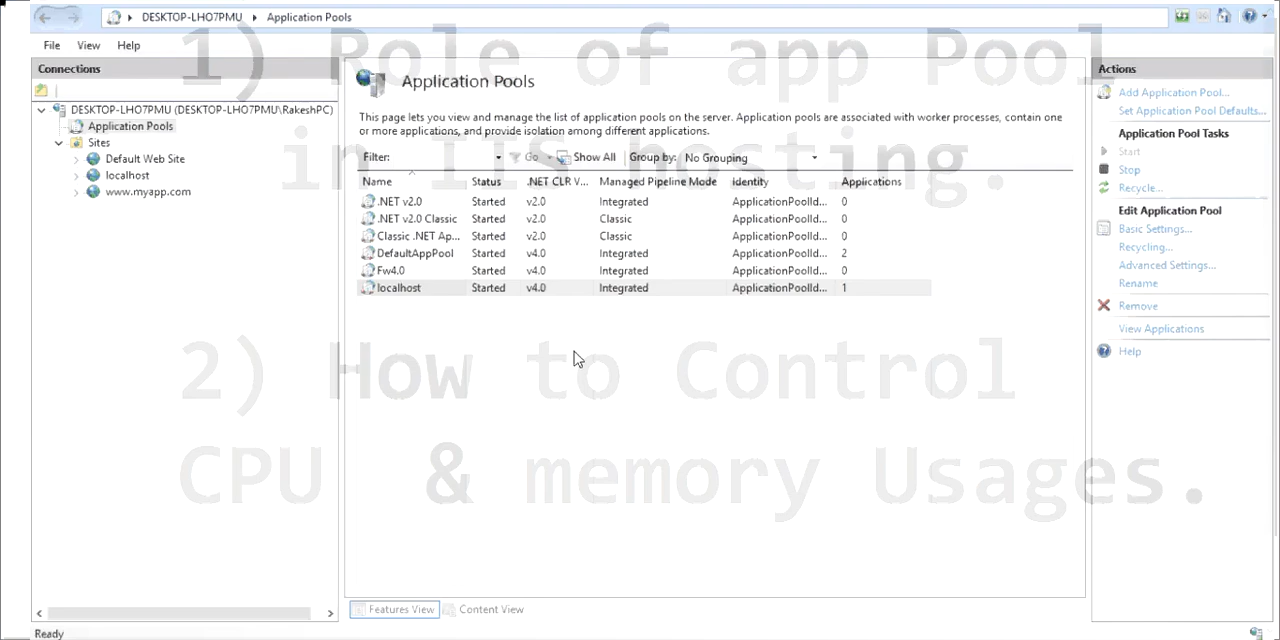 DESKTOP-LHO7PMU
Application Pools
File View Help
1) Role of app Pool
in IIS hosting.
2) How to Control
CPU & memory Usages.
Connections
DESKTOP-LHO7PMU (DESKTOP-LHO7PMU\RakeshPC)
Application Pools
Sites
Default Web Site
localhost
www.myapp.com
Application Pools
This page lets you view and manage the list of application pools on the server. Application pools are associated with worker processes, contain one
or more applications, and provide isolation among different applications.
Filter: Go Show All Group by: No Grouping
Name Status .NET CLR V... Managed Pipeline Mode Identity Applications
.NET v2.0 Started v2.0 Integrated ApplicationPoolId... 0
.NET v2.0 Classic Started v2.0 Classic ApplicationPoolId... 0
Classic .NET Ap... Started v2.0 Classic ApplicationPoolId... 0
DefaultAppPool Started v4.0 Integrated ApplicationPoolId... 2
Fw4.0 Started v4.0 Integrated ApplicationPoolId... 0
localhost Started v4.0 Integrated ApplicationPoolId... 1
Features View Content View
Actions
Add Application Pool...
Set Application Pool Defaults...
Application Pool Tasks
Start
Stop
Recycle...
Edit Application Pool
Basic Settings...
Recycling...
Advanced Settings...
Rename
Remove
View Applications
Help
Ready